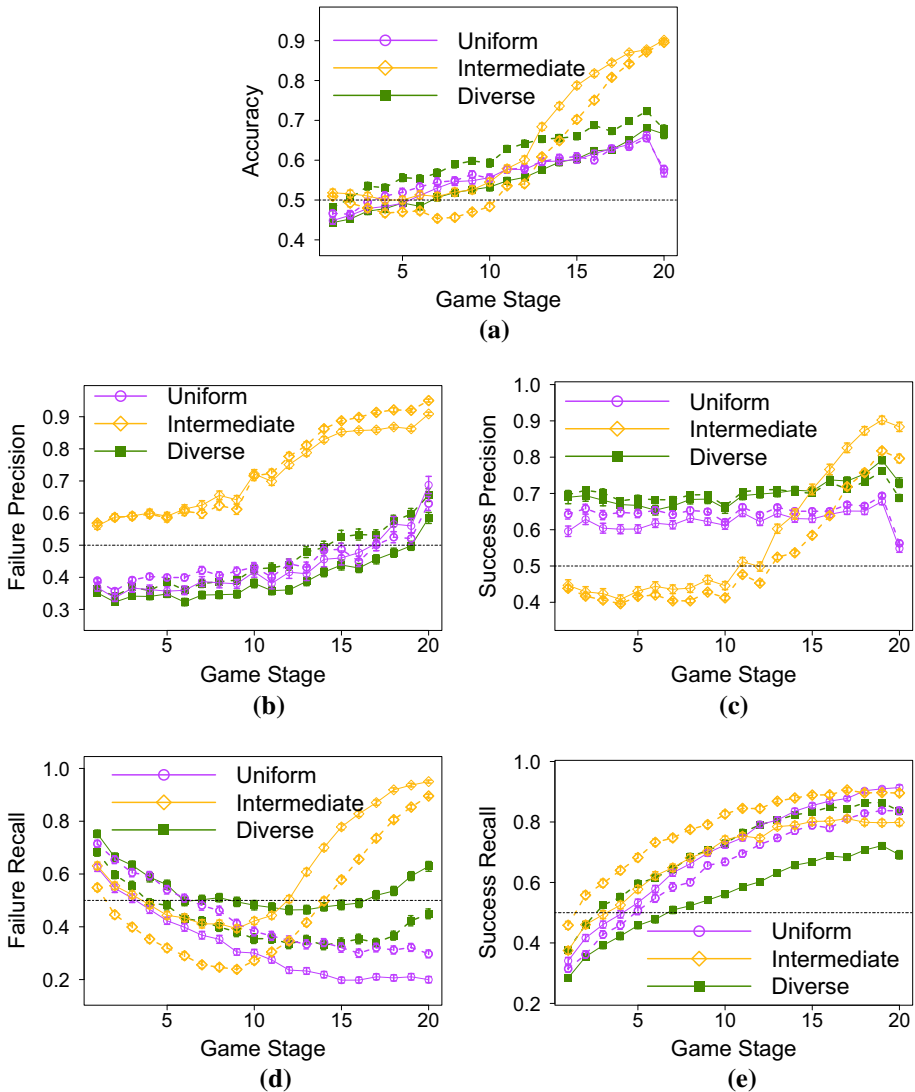 Accuracy
0.9
0.8
0.7
0.6
0.5
0.4
Uniform
Intermediate
Diverse
5
10
15
20
Game Stage
(a)
Failure Precision
0.9
0.8
0.7
0.6
0.5
0.4
0.3
Uniform
Intermediate
Diverse
5
10
15
20
Game Stage
(b)
Success Precision
1.0
0.9
0.8
0.7
0.6
0.5
0.4
Uniform
Intermediate
Diverse
5
10
15
20
Game Stage
(c)
Failure Recall
1.0
0.8
0.6
0.4
0.2
Uniform
Intermediate
Diverse
5
10
15
20
Game Stage
(d)
Success Recall
1.0
0.8
0.6
0.4
0.2
Uniform
Intermediate
Diverse
5
10
15
20
Game Stage
(e)